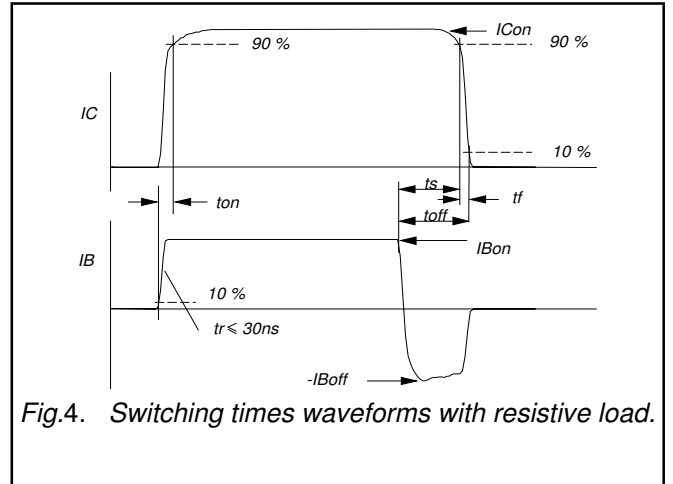 ICon
90 %
90 %
IC
10 %
ts
ton
tf
toff
IBon
IB
10 %
tr ≤ 30ns
-IBoff
Fig.4. Switching times waveforms with resistive load.